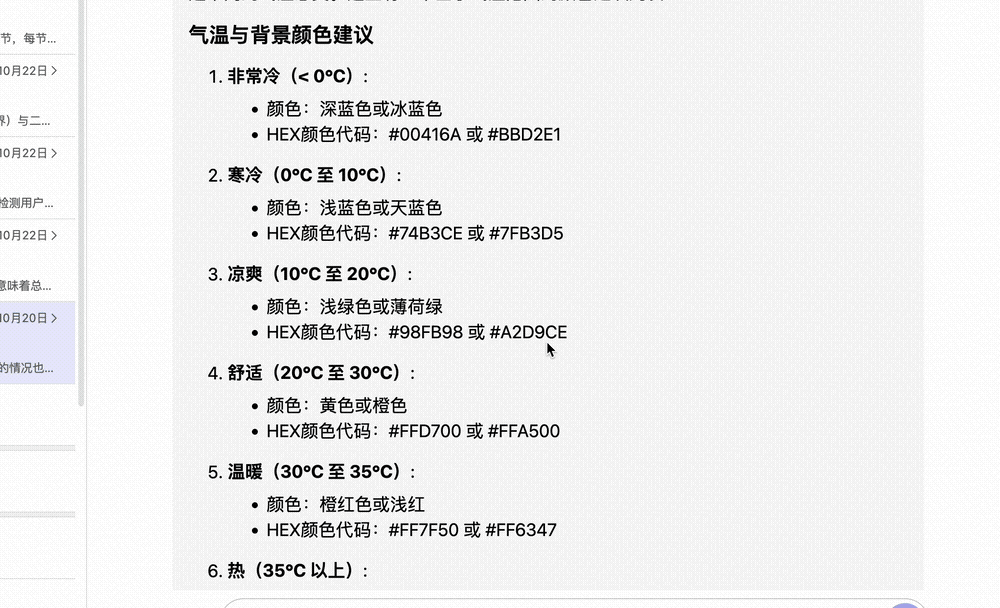 气温与背景颜色建议
1. 非常冷（< 0°C）:
• 颜色：深蓝色或冰蓝色
• HEX颜色代码：#00416A 或 #BBD2E1
2. 寒冷（0°C 至 10°C）:
• 颜色：浅蓝色或天蓝色
• HEX颜色代码：#74B3CE 或 #7FB3D5
3. 凉爽（10°C 至 20°C）:
• 颜色：浅绿色或薄荷绿
• HEX颜色代码：#98FB98 或 #A2D9CE
4. 舒适（20°C 至 30°C）:
• 颜色：黄色或橙色
• HEX颜色代码：#FFD700 或 #FFA500
5. 温暖（30°C 至 35°C）:
• 颜色：橙红色或浅红
• HEX颜色代码：#FF7F50 或 #FF6347
6. 热（35°C 以上）:
节，每节...
10月22日
界）与二...
10月22日
检测用户...
10月22日
意味着总...
10月20日
的情况也...